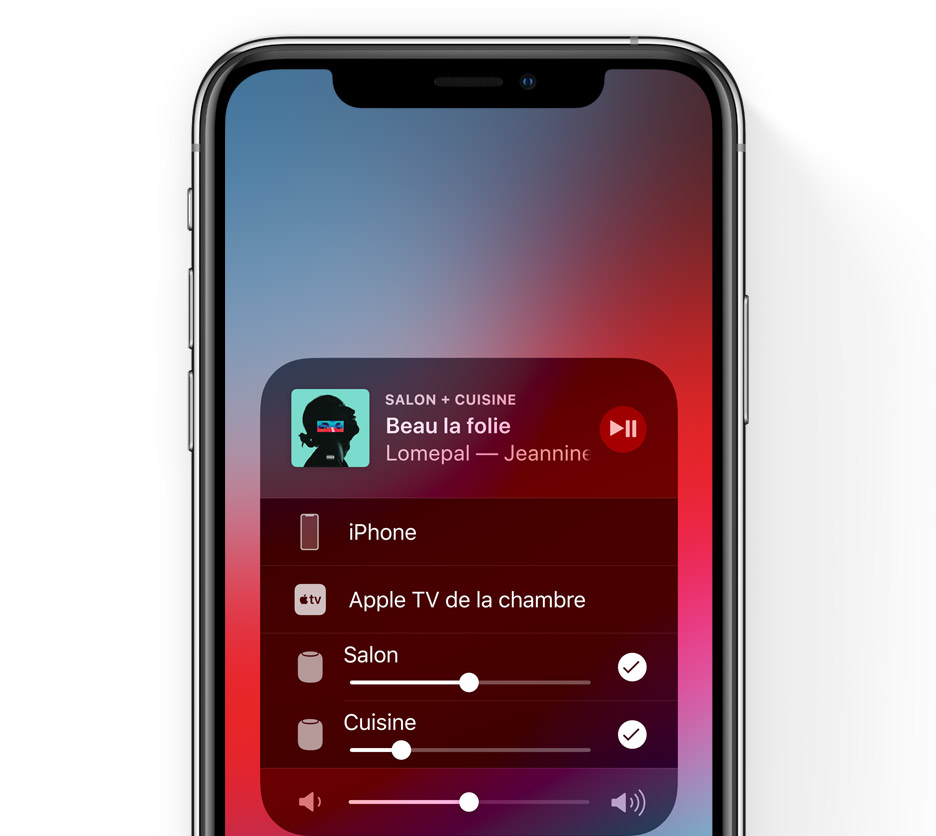 SALON + CUISINE
Beau la folie
Lomepal — Jeannine
iPhone
tv
Apple TV de la chambre
Salon
Cuisine